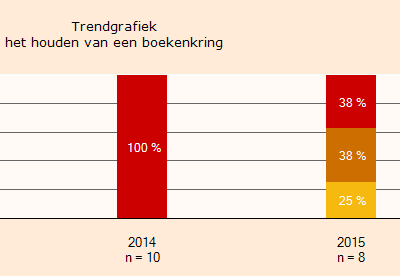 Trendgrafiek
het houden van een boekenkring
38 %
100 %
38 %
25 %
2014
n = 10
2015
n = 8